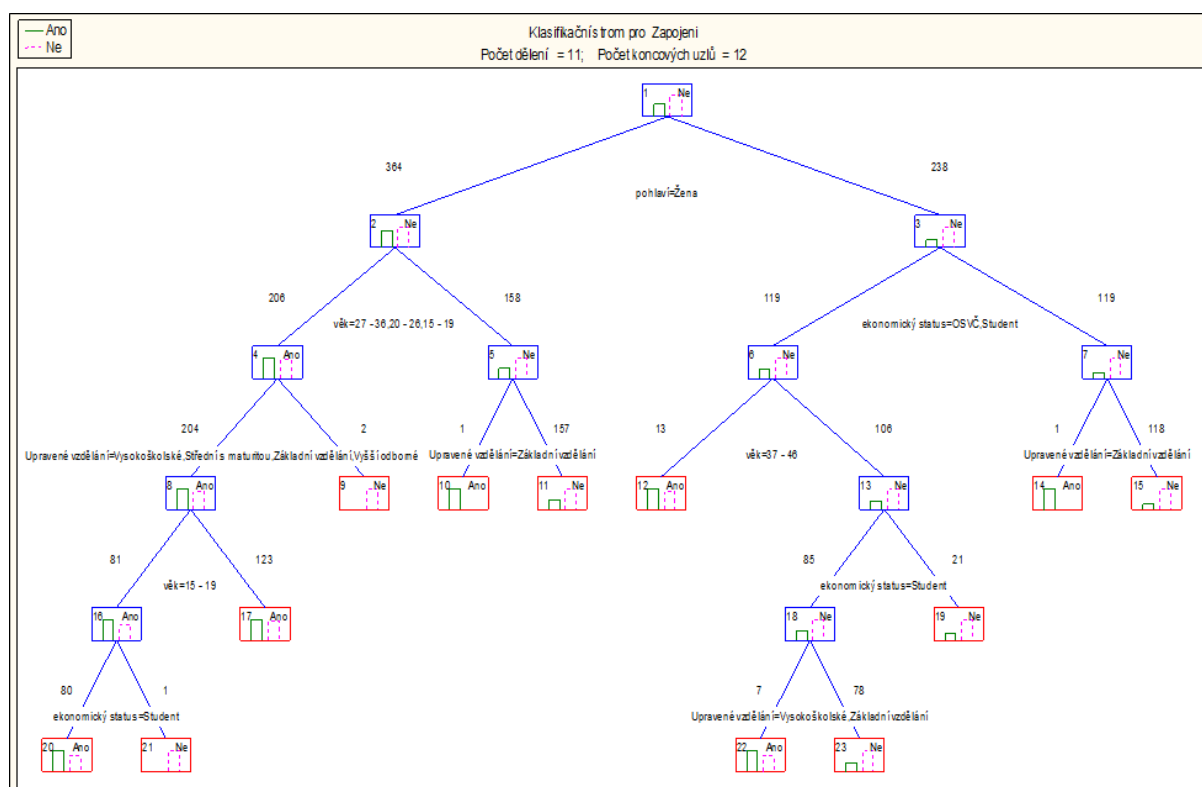 Ano
Ne
Klasifikačnís trom pro Zapojeni
Počet dělení = 11; Počet koncových uzlů = 12
1 Ne
364 238
pohlaví=Žena
2 Ne 3 Ne
206 158 119 119
věk=27 -36,20 - 26,15 - 19 ekonomický status=OSVČ,Student
4 Ano 5 Ne 6 Ne 7 Ne
204 2 1 157 13 106 1 118
Upravené vzdělání=Vysokoškolské,Střední s maturitou,Základní vzdělání,Vyšší odborné Upravené vzdělání=Základní vzdělání věk=37 - 46 Upravené vzdělání=Základní vzdělání
8 Ano 9 Ne 10 Ano 11 Ne 12 Ano 13 Ne 14 Ano 15 Ne
81 123 85 21
věk=15 - 19 ekonomický status=Student
16 Ano 17 Ano 18 Ne 19 Ne
80 1 7 78
ekonomický status=Student Upravené vzdělání=Vysokoškolské,Základní vzdělání
20 Ano 21 Ne 22 Ano 23 Ne